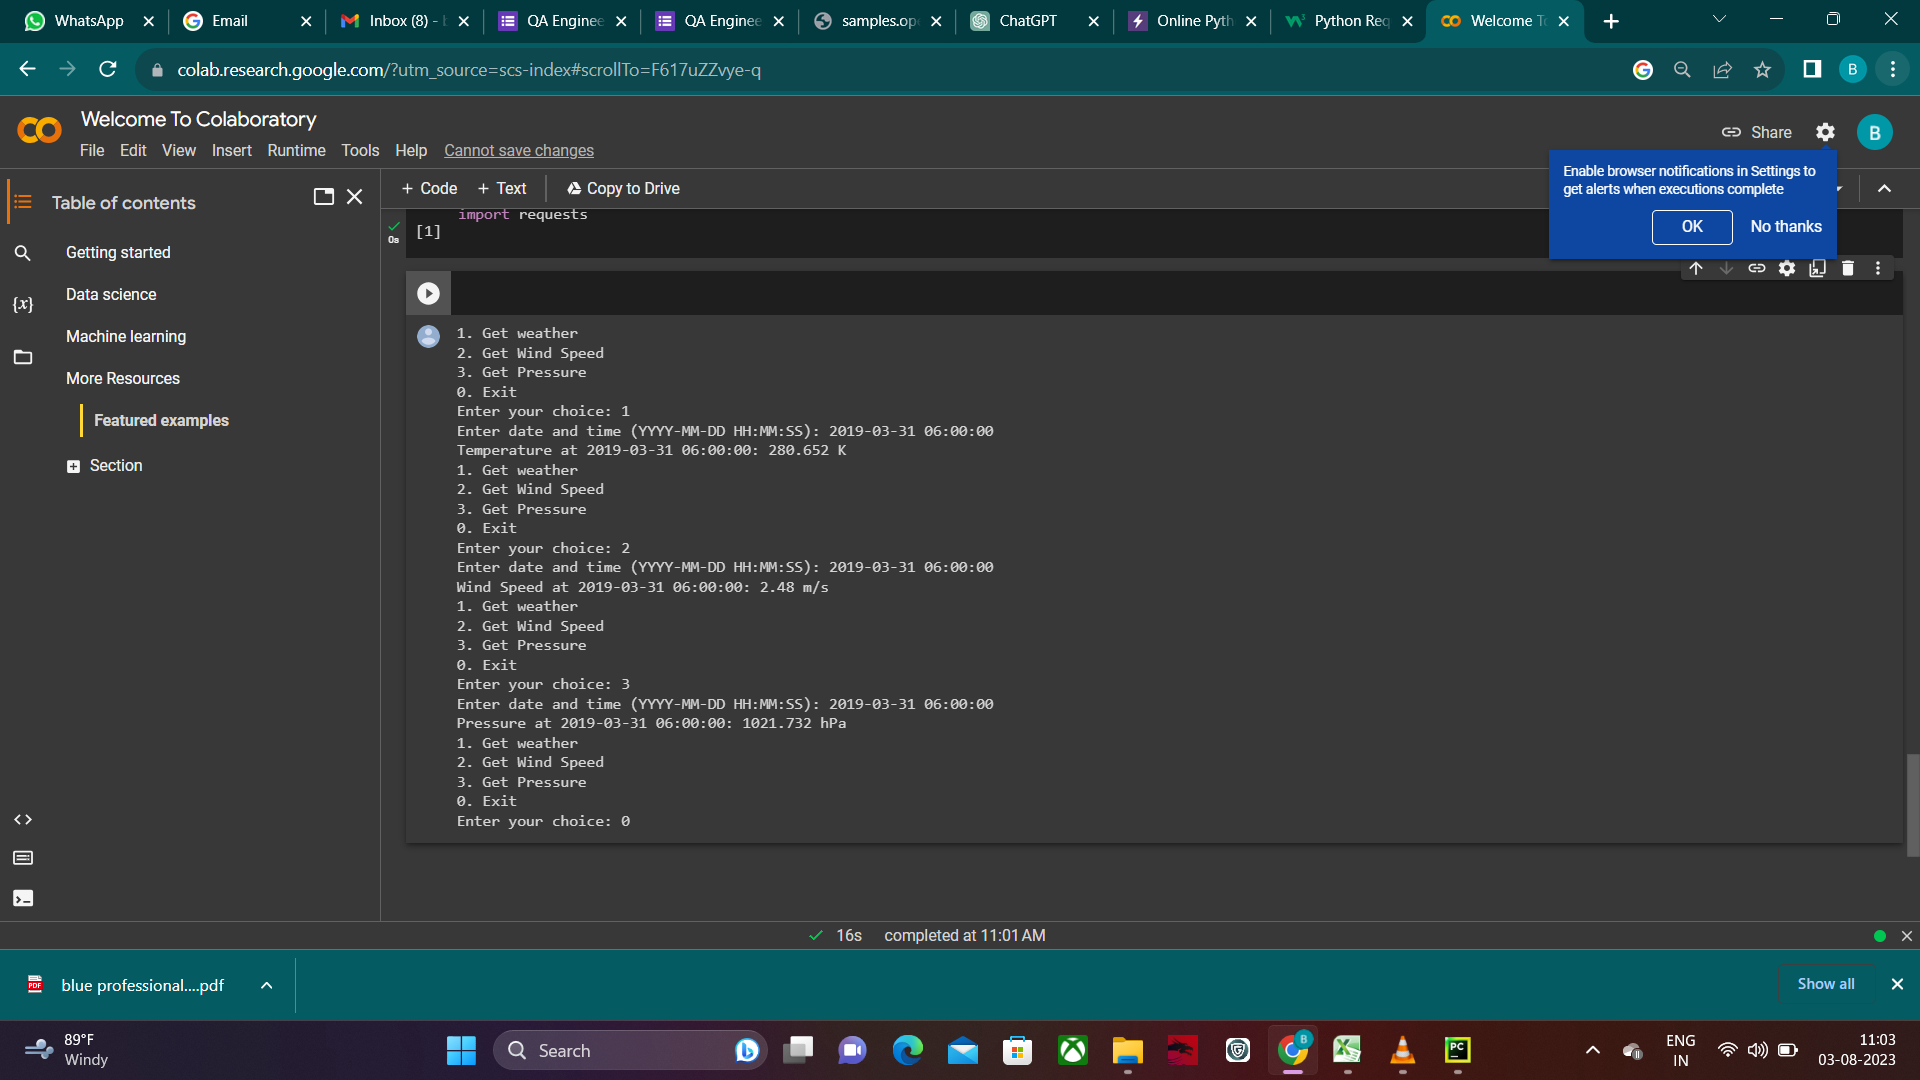 WhatsApp
Email
Inbox (8) -
QA Enginee
QA Enginee
samples.op
ChatGPT
Online Pyth
Python Req
Welcome To
colab.research.google.com/?utm_source=scs-index#scrollTo=F617uZZvye-q
B
Welcome To Colaboratory
File Edit View Insert Runtime Tools Help Cannot save changes
Share
B
Enable browser notifications in Settings to
get alerts when executions complete
OK No thanks
Table of contents
+ Code + Text Copy to Drive
Getting started
Data science
Machine learning
More Resources
Featured examples
Section
{x}
import requests
[1]
0s
1. Get weather
2. Get Wind Speed
3. Get Pressure
0. Exit
Enter your choice: 1
Enter date and time (YYYY-MM-DD HH:MM:SS): 2019-03-31 06:00:00
Temperature at 2019-03-31 06:00:00: 280.652 K
1. Get weather
2. Get Wind Speed
3. Get Pressure
0. Exit
Enter your choice: 2
Enter date and time (YYYY-MM-DD HH:MM:SS): 2019-03-31 06:00:00
Wind Speed at 2019-03-31 06:00:00: 2.48 m/s
1. Get weather
2. Get Wind Speed
3. Get Pressure
0. Exit
Enter your choice: 3
Enter date and time (YYYY-MM-DD HH:MM:SS): 2019-03-31 06:00:00
Pressure at 2019-03-31 06:00:00: 1021.732 hPa
1. Get weather
2. Get Wind Speed
3. Get Pressure
0. Exit
Enter your choice: 0
16s completed at 11:01 AM
PDF
blue professional....pdf
Show all
89°F
Windy
Search
B
PC
ENG
IN
11:03
03-08-2023